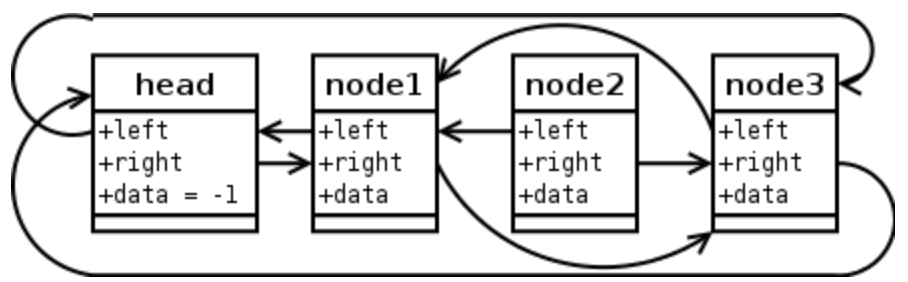 head
+left
+right
+data = -1
node1
+left
+right
+data
node2
+left
+right
+data
node3
+left
+right
+data